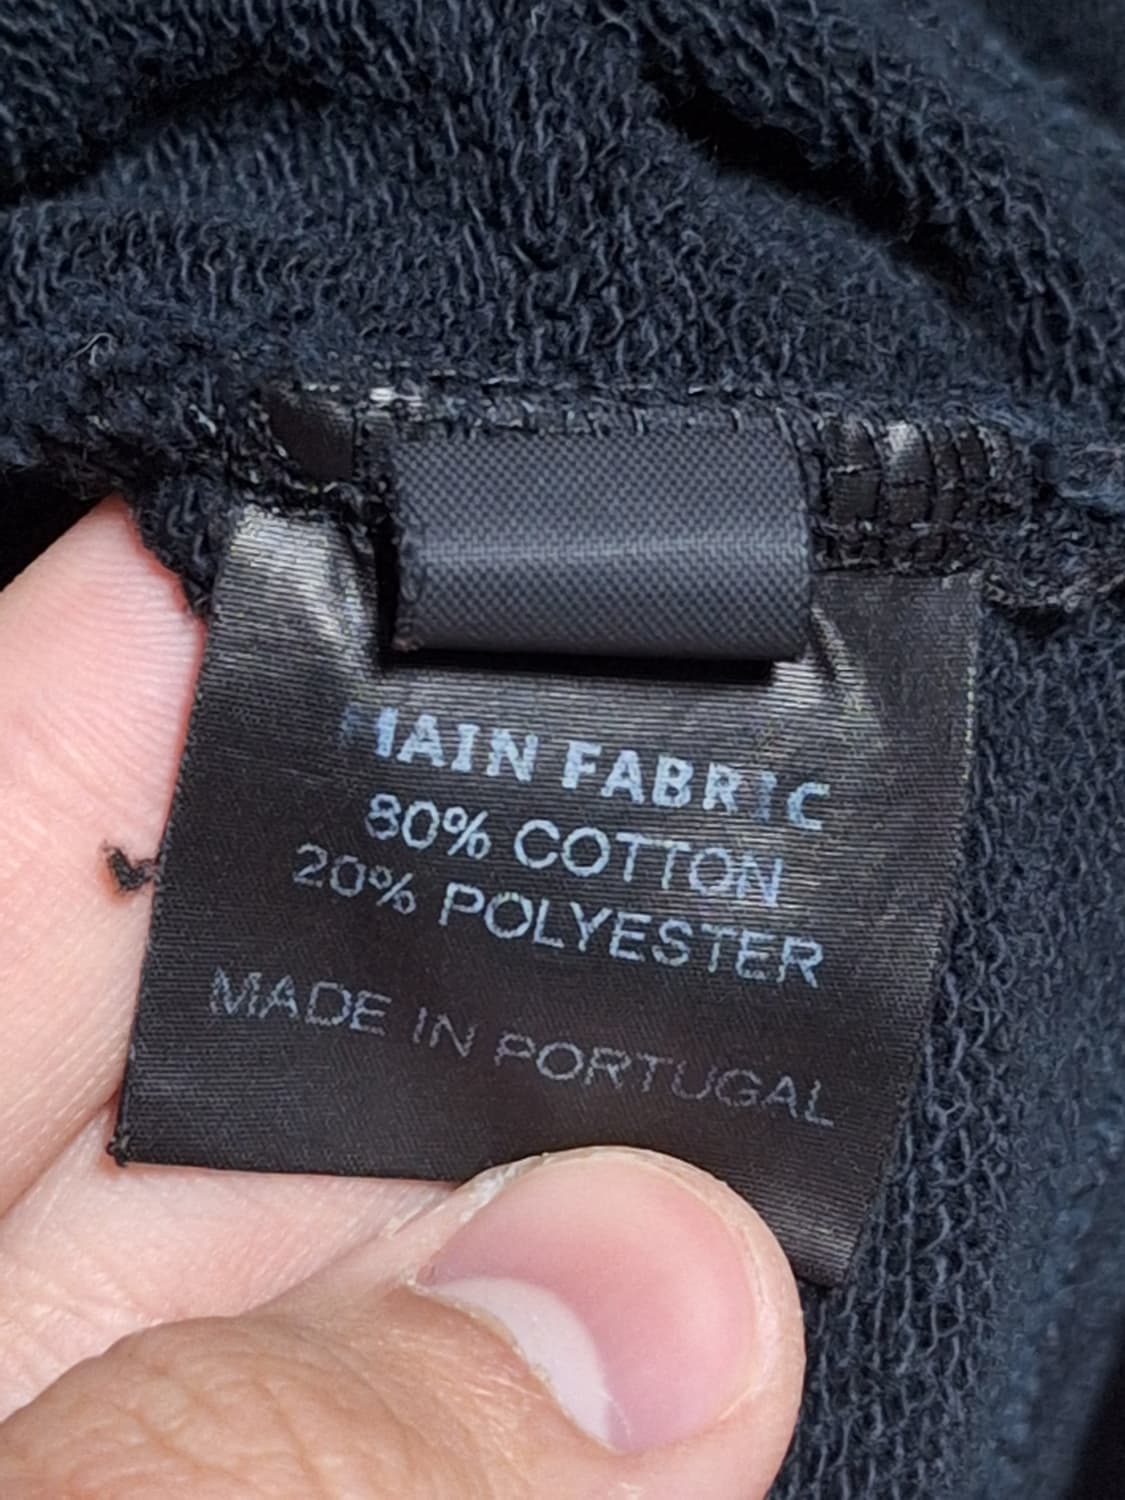 MAIN FABRIC
80% COTTON
20% POLYESTER
MADE IN PORTUGAL